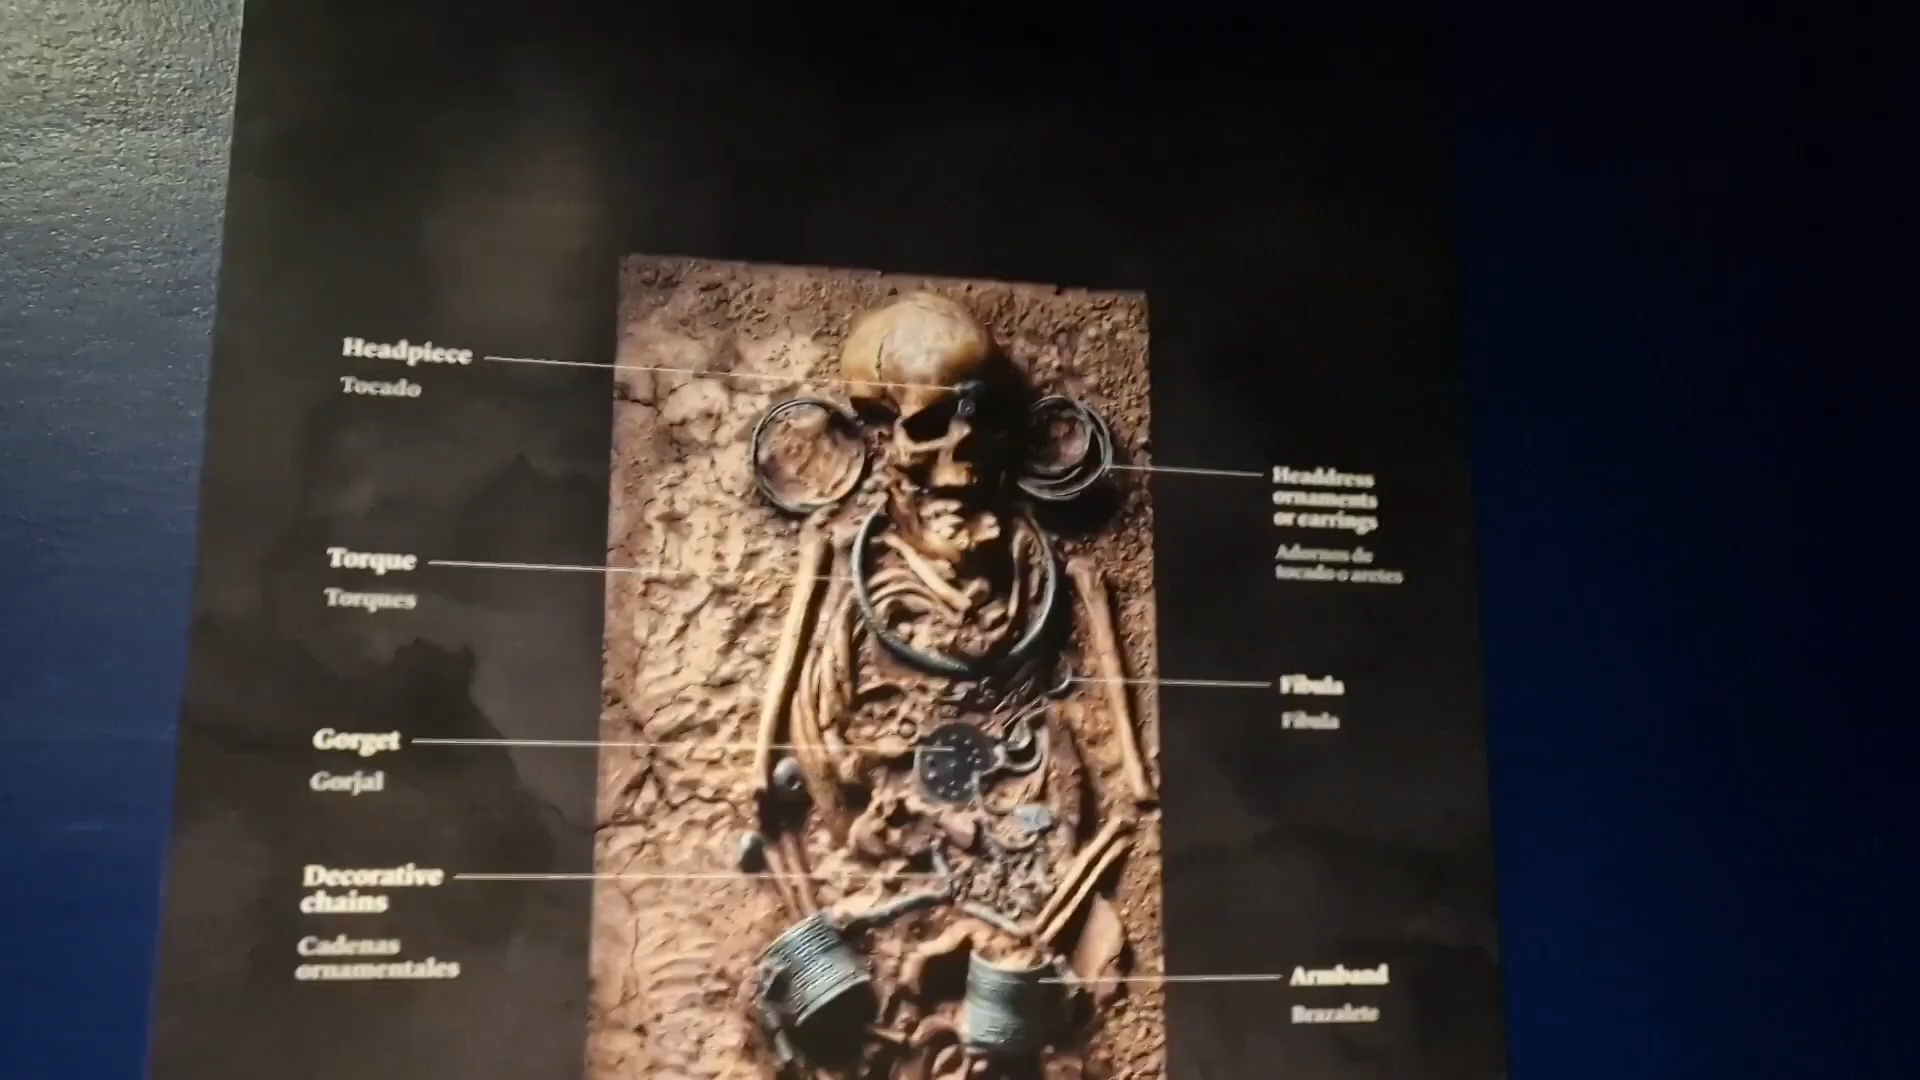 Headpiece
Tocado
Torque
Torques
Gorget
Gorjal
Decorative
chains
Cadenas
ornamentales
Headdress
ornaments
or earrings
Adornos de
tocado o aretes
Fibula
Fíbula
Armband
Brazalete